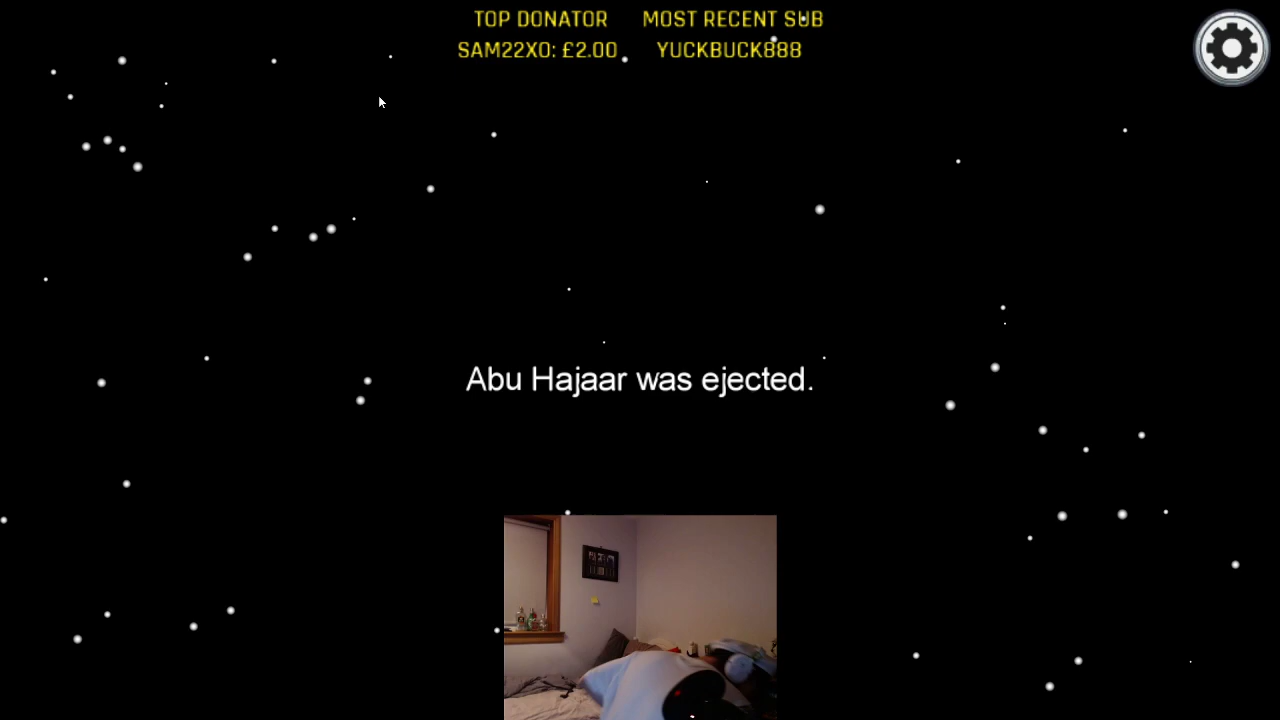 TOP DONATOR MOST RECENT SUB
SAM22XO: £2.00 YUCKBUCK888
Abu Hajaar was ejected.